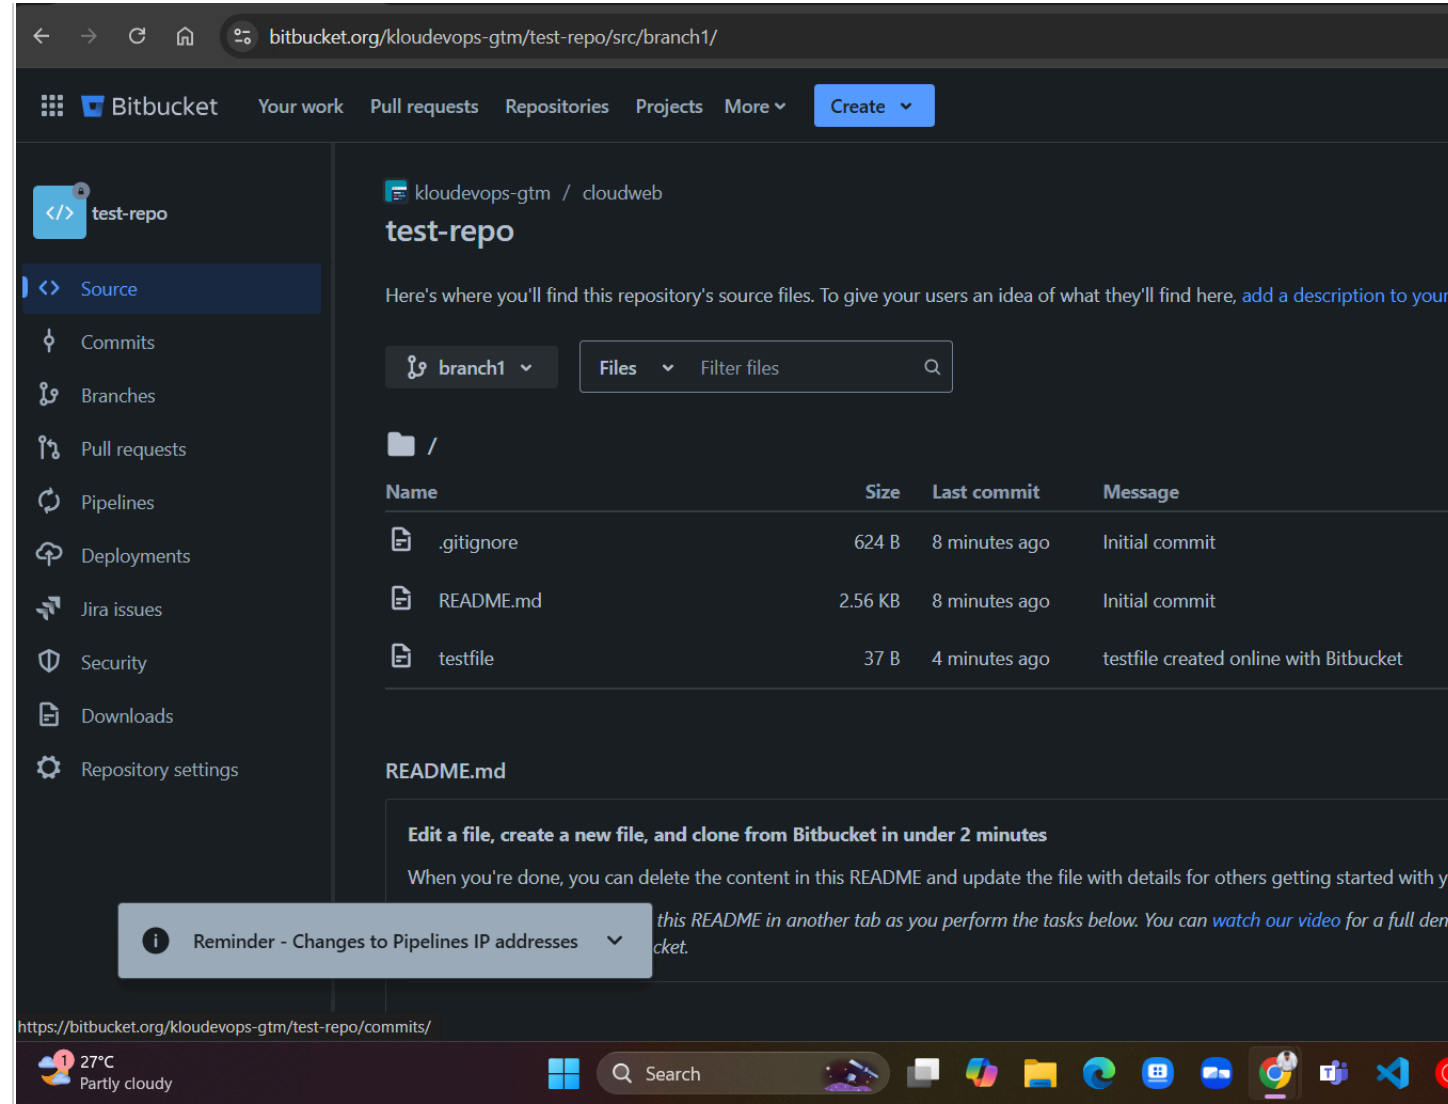 bitbucket.org/kloudevops-gtm/test-repo/src/branch1/
Bitbucket Your work Pull requests Repositories Projects More Create
test-repo
Source
Commits
Branches
Pull requests
Pipelines
Deployments
Jira issues
Security
Downloads
Repository settings
kloudevops-gtm / cloudweb
test-repo
Here's where you'll find this repository's source files. To give your users an idea of what they'll find here, add a description to your
branch1 Files Filter files
/
Name Size Last commit Message
.gitignore 624 B 8 minutes ago Initial commit
README.md 2.56 KB 8 minutes ago Initial commit
testfile 37 B 4 minutes ago testfile created online with Bitbucket
README.md
Edit a file, create a new file, and clone from Bitbucket in under 2 minutes
When you're done, you can delete the content in this README and update the file with details for others getting started with y
this README in another tab as you perform the tasks below. You can watch our video for a full den
cket.
Reminder - Changes to Pipelines IP addresses
https://bitbucket.org/kloudevops-gtm/test-repo/commits/
1
27°C
Partly cloudy
Search